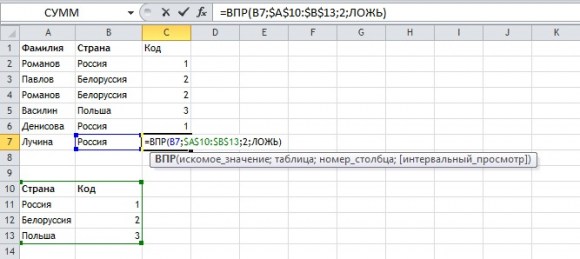 СУММ =ВПР(B7;$A$10:$B$13;2;ЛОЖЬ)
A B C D E F G H I J K
1 Фамилия Страна Код
2 Романов Россия 1
3 Павлов Белоруссия 2
4 Романов Белоруссия 2
5 Василин Польша 3
6 Денисова Россия 1
7 Лучина Россия =ВПР(B7;$A$10:$B$13;2;ЛОЖЬ)
8 ВПР(искомое_значение; таблица; номер_столбца; [интервальный_просмотр])
9
10 Страна Код
11 Россия 1
12 Белоруссия 2
13 Польша 3
14